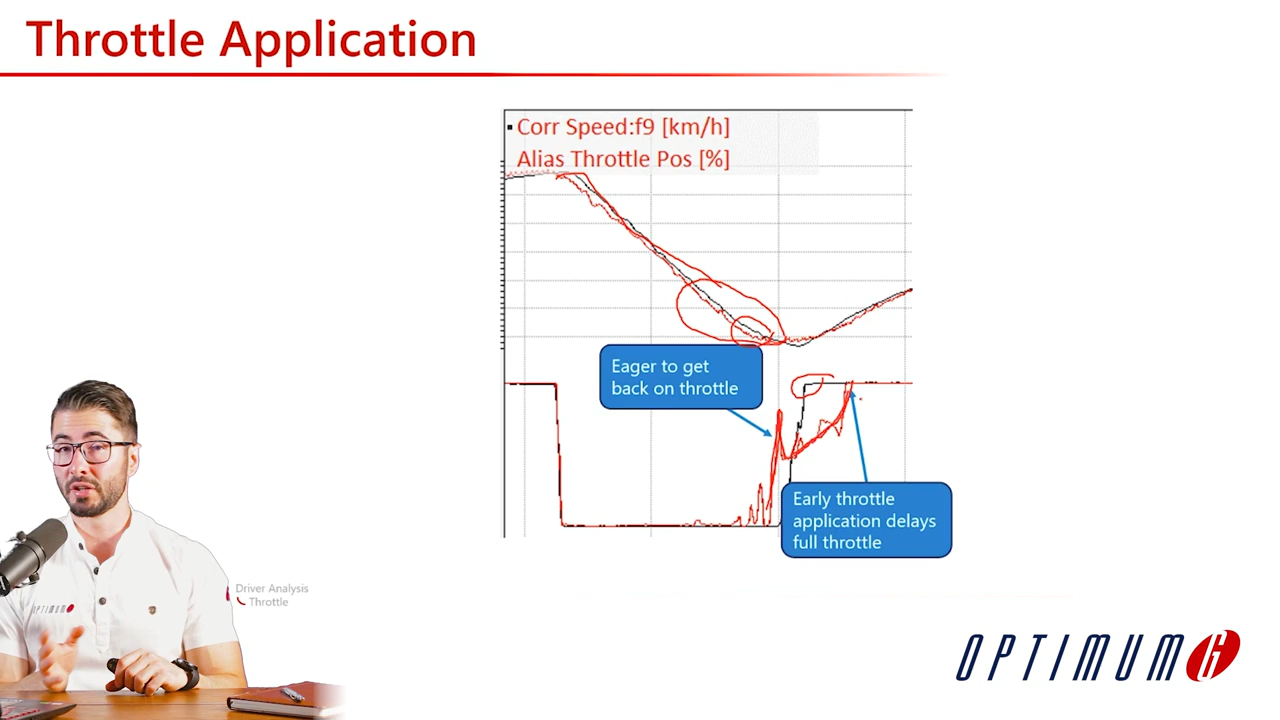 Throttle Application
Corr Speed:f9 [km/h]
Alias Throttle Pos [%]
Eager to get
back on throttle
Early throttle
application delays
full throttle
Driver Analysis
Throttle
OPTIMUM G
OPTIMUM G